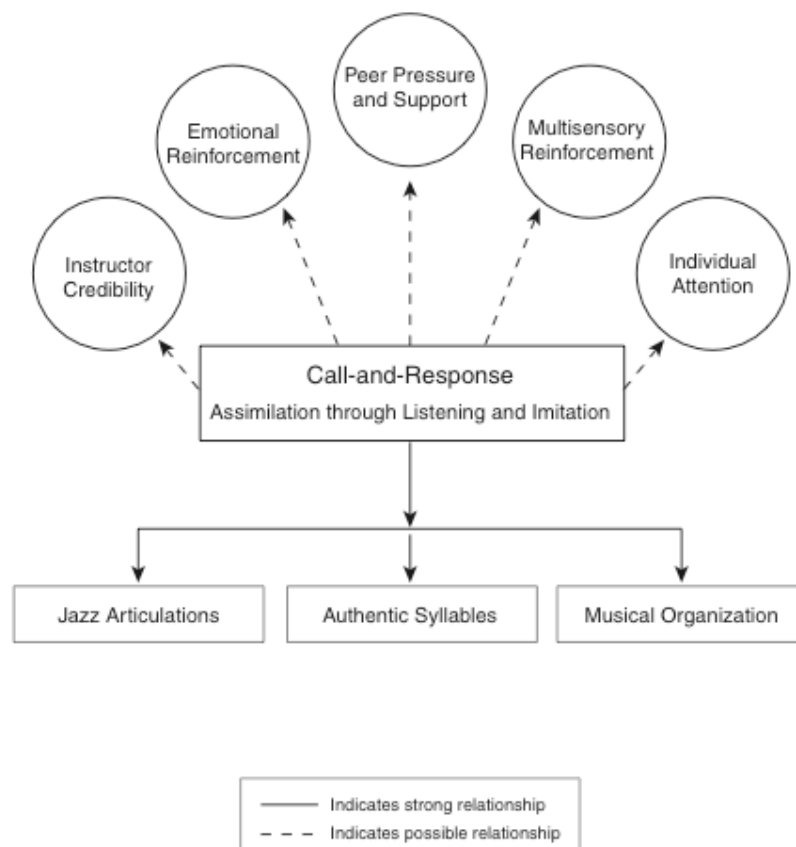 Peer Pressure
and Support
Emotional
Reinforcement
Multisensory
Reinforcement
Instructor
Credibility
Individual
Attention
Call-and-Response
Assimilation through Listening and Imitation
Jazz Articulations
Authentic Syllables
Musical Organization
Indicates strong relationship
Indicates possible relationship